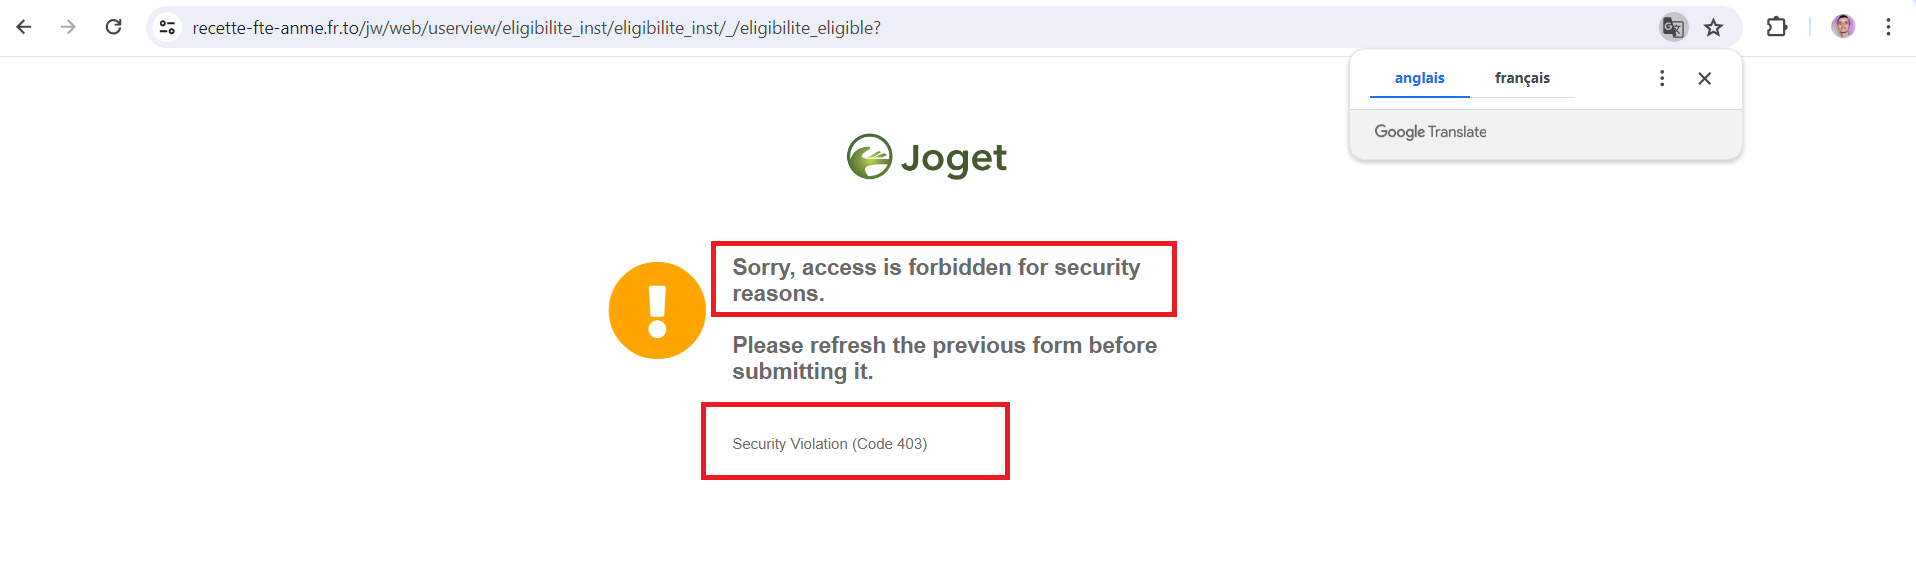 recette-fte-anme.fr.to/jw/web/userview/eligibilite_inst/eligibilite_inst/_/eligibilite_eligible?
anglais français
Google Translate
Joget
Sorry, access is forbidden for security
reasons.
Please refresh the previous form before
submitting it.
Security Violation (Code 403)